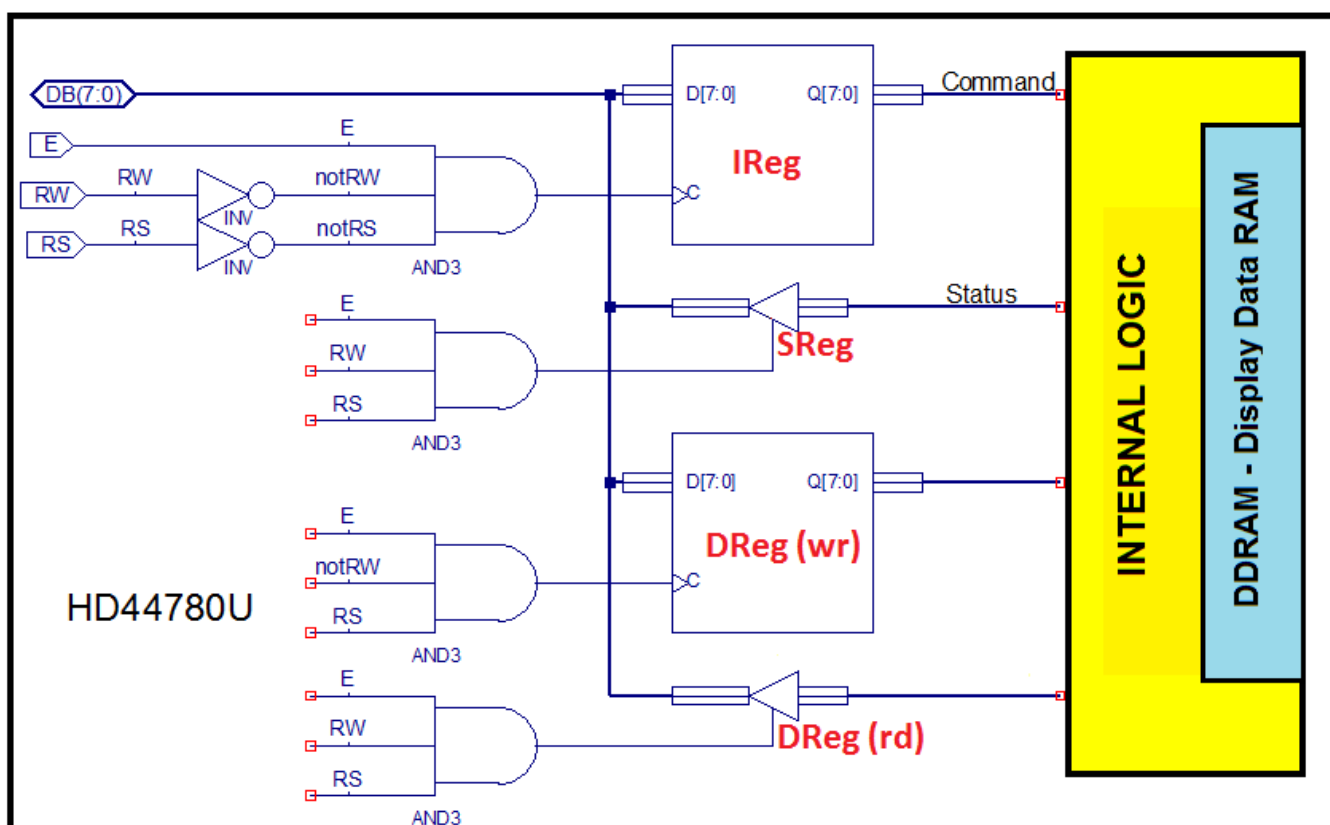 DB(7:0)
D[7:0]
Q[7:0]
Command
IReg
C
E
E
RW
RW
INV
notRW
RS
RS
INV
notRS
AND3
Status
SReg
E
RW
RS
AND3
D[7:0]
Q[7:0]
DReg (wr)
C
E
notRW
RS
AND3
HD44780U
DReg (rd)
E
RW
RS
AND3
INTERNAL LOGIC
DDRAM - Display Data RAM